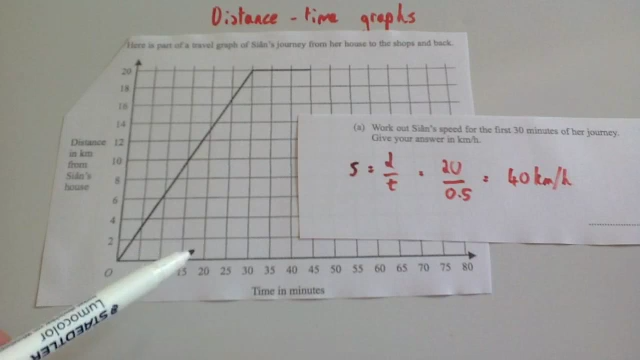 Distance - time graphs
Here is part of a travel graph of Siân's journey from her house to the shops and back.
20
18
16
14
12
10
8
6
4
2
O
Distance
in km
from
Siân's
house
15 20 25 30 35 40 45 50 55 60 65 70 75 80
Time in minutes
(a) Work out Siân's speed for the first 30 minutes of her journey.
Give your answer in km/h.
s = d/t = 20/0.5 = 40 km/h
STAEDTLER
Lumocolor